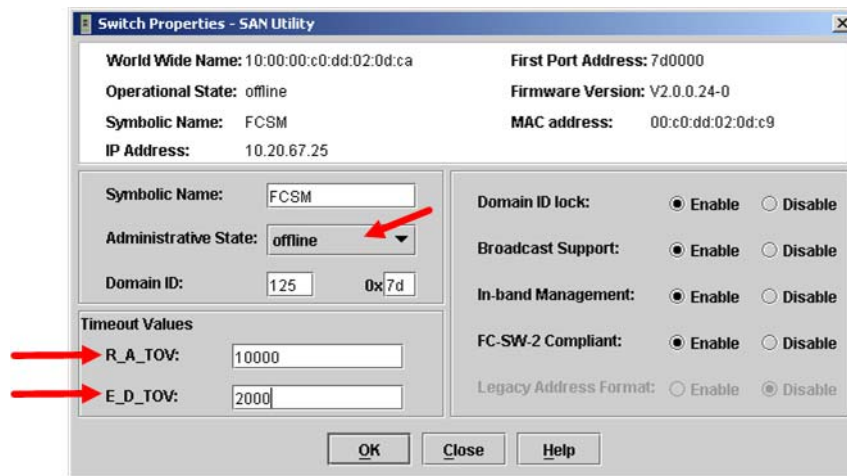 Switch Properties - SAN Utility
World Wide Name: 10:00:00:c0:dd:02:0d:ca First Port Address: 7d0000
Operational State: offline Firmware Version: V2.0.0.24-0
Symbolic Name: FCSM MAC address: 00:c0:dd:02:0d:c9
IP Address: 10.20.67.25
Symbolic Name: FCSM
Administrative State: offline
Domain ID: 125 0x 7d
Timeout Values
R_A_TOV: 10000
E_D_TOV: 2000
Domain ID lock: Enable Disable
Broadcast Support: Enable Disable
In-band Management: Enable Disable
FC-SW-2 Compliant: Enable Disable
Legacy Address Format: Enable Disable
OK Close Help